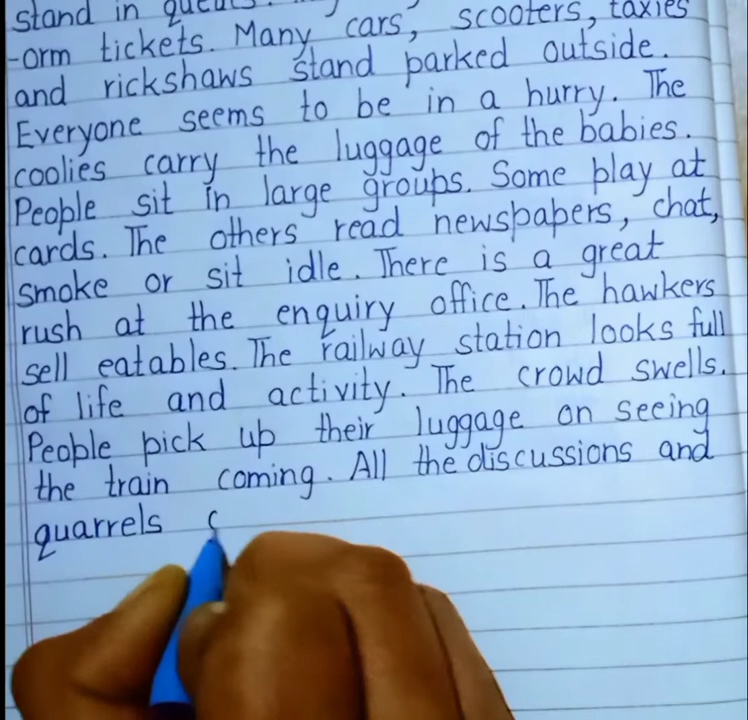 stand in queues.
-orm tickets. Many cars, scooters, taxies
and rickshaws stand parked outside.
Everyone seems to be in a hurry. The
coolies carry the luggage of the babies.
People sit in large groups. Some play at
cards. The others read newspapers, chat,
smoke or sit idle. There is a great
rush at the enquiry office. The hawkers
sell eatables. The railway station looks full
of life and activity. The crowd swells.
People pick up their luggage on seeing
the train coming. All the discussions and
quarrels